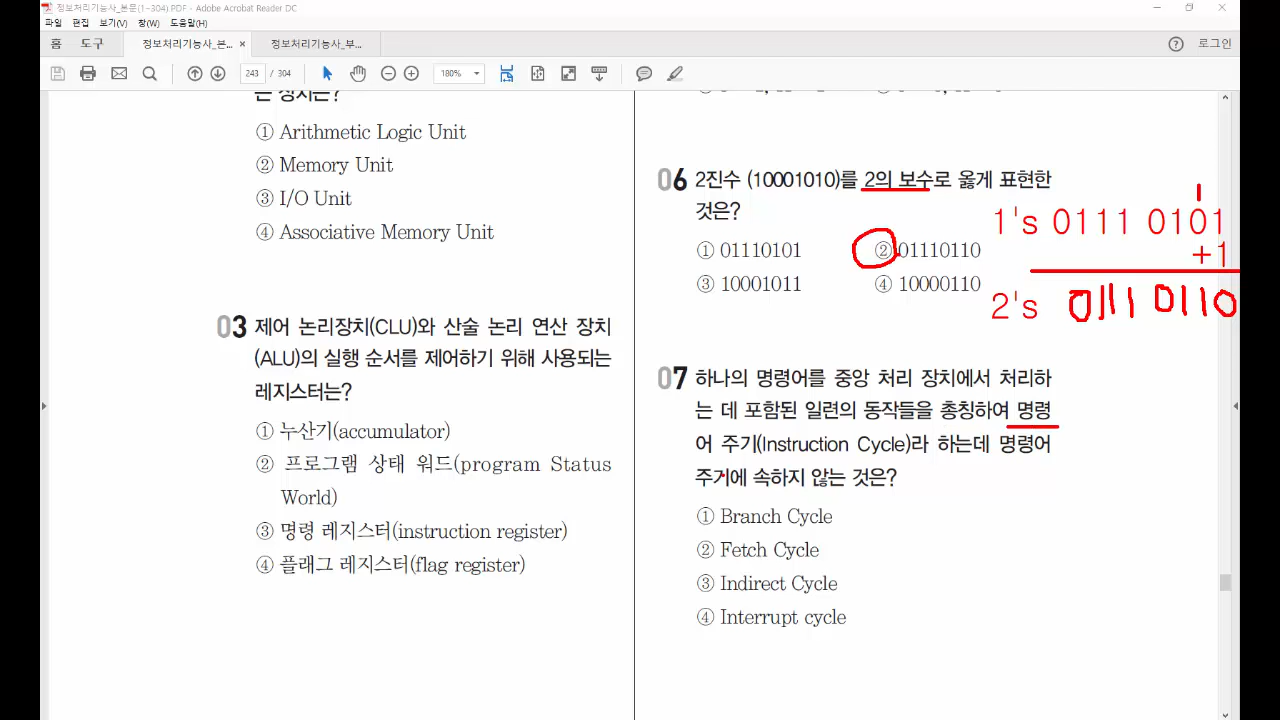 정보처리기능사_본문(1~304).PDF - Adobe Acrobat Reader DC
파일 편집 보기(V) 창(W) 도움말(H)
홈 도구 정보처리기능사_본... × 정보처리기능사_부... ? 로그인
243 / 304 180%
는 장치는?
① Arithmetic Logic Unit
② Memory Unit
③ I/O Unit
④ Associative Memory Unit
03 제어 논리장치(CLU)와 산술 논리 연산 장치
(ALU)의 실행 순서를 제어하기 위해 사용되는
레지스터는?
① 누산기(accumulator)
② 프로그램 상태 워드(program Status
World)
③ 명령 레지스터(instruction register)
④ 플래그 레지스터(flag register)
06 2진수 (10001010)를 2의 보수로 옳게 표현한
것은?
① 01110101 ② 01110110
③ 10001011 ④ 10000110
1
1's 0111 0101
+1
2's 0111 0110
07 하나의 명령어를 중앙 처리 장치에서 처리하
는 데 포함된 일련의 동작들을 총칭하여 명령
어 주기(Instruction Cycle)라 하는데 명령어
주기에 속하지 않는 것은?
① Branch Cycle
② Fetch Cycle
③ Indirect Cycle
④ Interrupt cycle